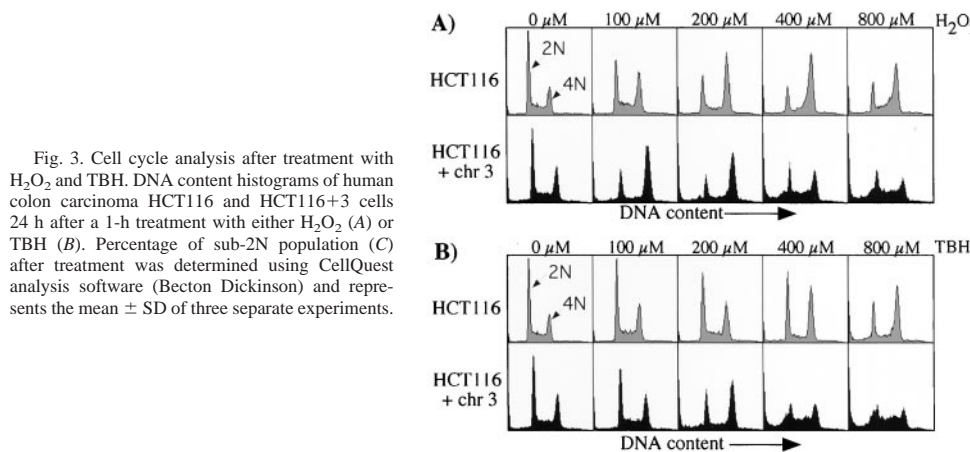 Fig. 3. Cell cycle analysis after treatment with
H₂O₂ and TBH. DNA content histograms of human
colon carcinoma HCT116 and HCT116+3 cells
24 h after a 1-h treatment with either H₂O₂ (A) or
TBH (B). Percentage of sub-2N population (C)
after treatment was determined using CellQuest
analysis software (Becton Dickinson) and repre-
sents the mean ± SD of three separate experiments.
A)
0 µM 100 µM 200 µM 400 µM 800 µM H₂O
HCT116
2N
4N
HCT116
+ chr 3
DNA content
B)
0 µM 100 µM 200 µM 400 µM 800 µM TBH
HCT116
2N
4N
HCT116
+ chr 3
DNA content